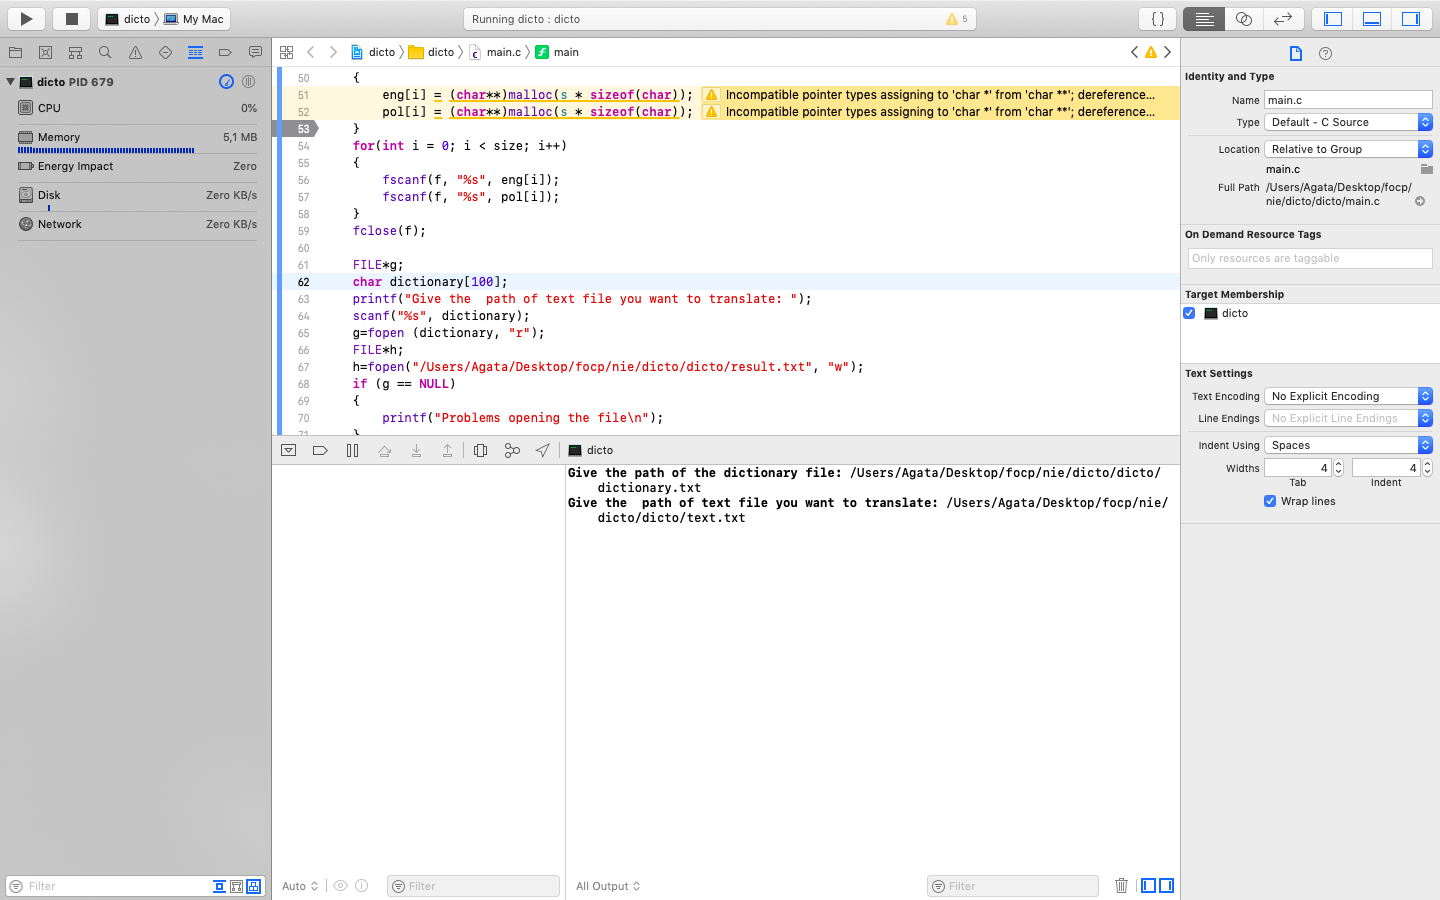 dicto
My Mac
Running dicto : dicto
5
{ }
dicto PID 679
CPU 0%
Memory 5,1 MB
Energy Impact Zero
Disk Zero KB/s
Network Zero KB/s
Filter
dicto
dicto
main.c
main
50 {
51 eng[i] = (char**)malloc(s * sizeof(char)); Incompatible pointer types assigning to 'char *' from 'char **'; dereference...
52 pol[i] = (char**)malloc(s * sizeof(char)); Incompatible pointer types assigning to 'char *' from 'char **'; dereference...
53 }
54 for(int i = 0; i < size; i++)
55 {
56 fscanf(f, "%s", eng[i]);
57 fscanf(f, "%s", pol[i]);
58 }
59 fclose(f);
60
61 FILE*g;
62 char dictionary[100];
63 printf("Give the  path of text file you want to translate: ");
64 scanf("%s", dictionary);
65 g=fopen (dictionary, "r");
66 FILE*h;
67 h=fopen("/Users/Agata/Desktop/focp/nie/dicto/dicto/result.txt", "w");
68 if (g == NULL)
69 {
70 printf("Problems opening the file\n");
71 }
dicto
Give the path of the dictionary file: /Users/Agata/Desktop/focp/nie/dicto/dicto/
dictionary.txt
Give the  path of text file you want to translate: /Users/Agata/Desktop/focp/nie/
dicto/dicto/text.txt
Auto
Filter
All Output
Filter
Identity and Type
Name main.c
Type Default - C Source
Location Relative to Group
main.c
Full Path /Users/Agata/Desktop/focp/
nie/dicto/dicto/main.c
On Demand Resource Tags
Only resources are taggable
Target Membership
dicto
Text Settings
Text Encoding No Explicit Encoding
Line Endings No Explicit Line Endings
Indent Using Spaces
Widths 4 4
Tab Indent
Wrap lines